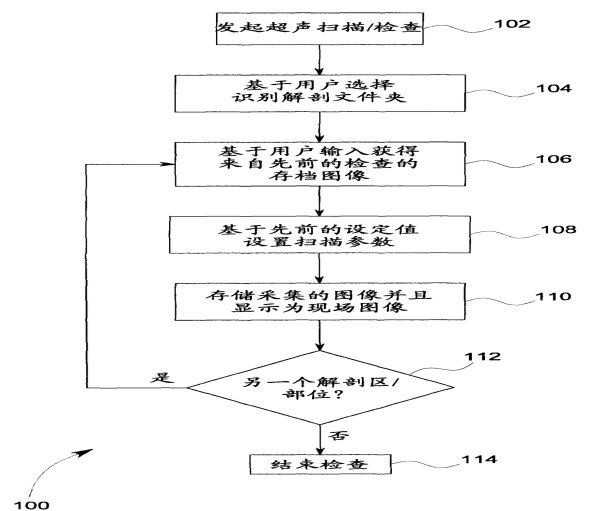 发起超声扫描/检查
102
基于用户选择
识别解剖文件夹
104
基于用户输入获得
来自先前的检查的
存档图像
106
基于先前的设定值
设置扫描参数
108
存储采集的图像并且
显示为现场图像
110
112
是
另一个解剖区/
部位?
否
结束检查
114
100